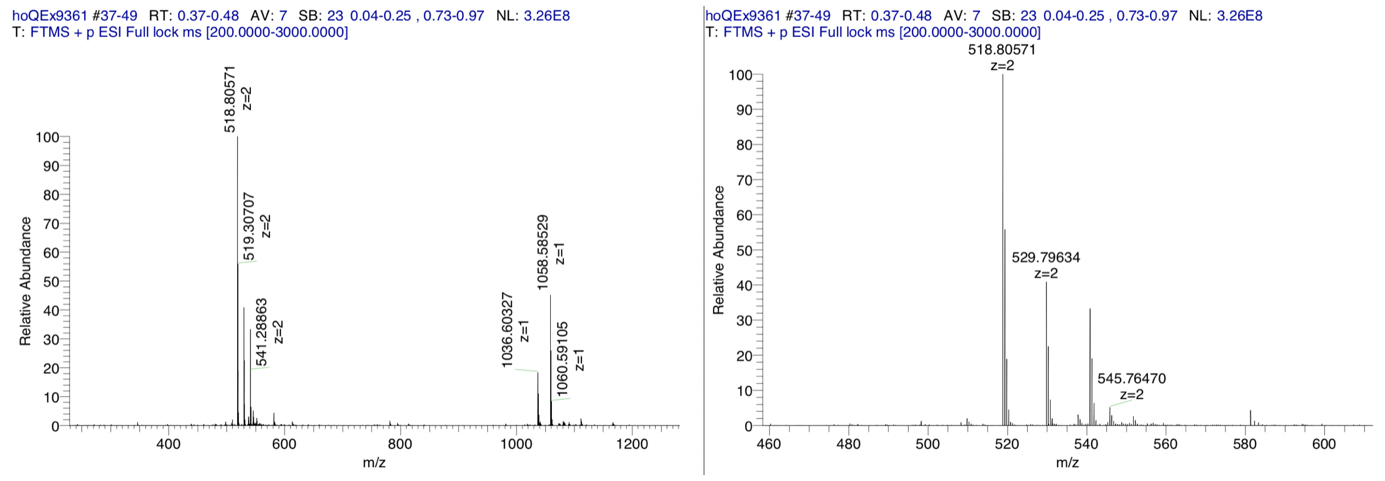 hoQEx9361 #37-49 RT: 0.37-0.48 AV: 7 SB: 23 0.04-0.25 , 0.73-0.97 NL: 3.26E8
T: FTMS + p ESI Full lock ms [200.0000-3000.0000]
518.80571
z=2
519.30707
z=2
541.28863
z=2
1036.60327
z=1
1058.58529
z=1
1060.59105
z=1
100
90
80
70
60
50
40
30
20
10
0
Relative Abundance
400
600
800
1000
1200
m/z
hoQEx9361 #37-49 RT: 0.37-0.48 AV: 7 SB: 23 0.04-0.25 , 0.73-0.97 NL: 3.26E8
T: FTMS + p ESI Full lock ms [200.0000-3000.0000]
518.80571
z=2
529.79634
z=2
545.76470
z=2
100
90
80
70
60
50
40
30
20
10
0
Relative Abundance
460
480
500
520
540
560
580
600
m/z